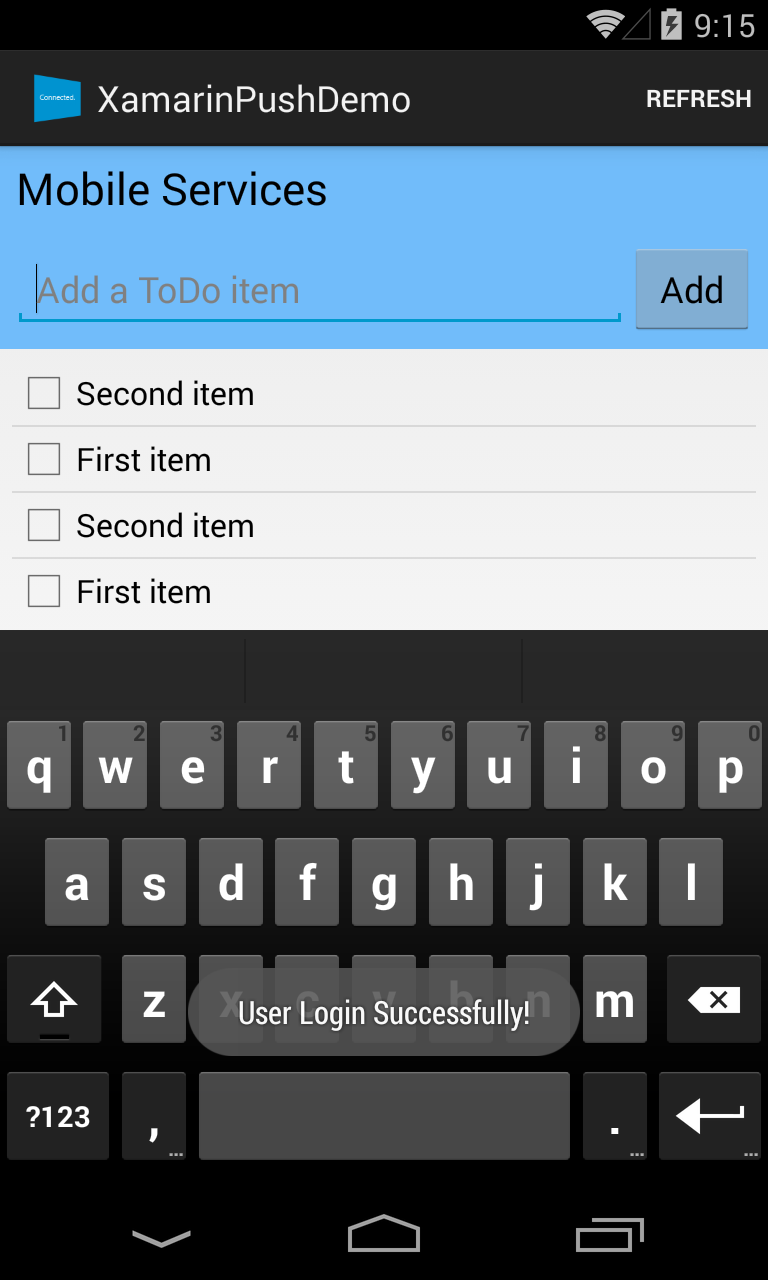 9:15
Connected.
XamarinPushDemo
REFRESH
Mobile Services
Add a ToDo item
Add
Second item
First item
Second item
First item
1 2 3 4 5 6 7 8 9 0
q w e r t y u i o p
a s d f g h j k l
z x c v b n m
User Login Successfully!
?123 , ... . ... ...